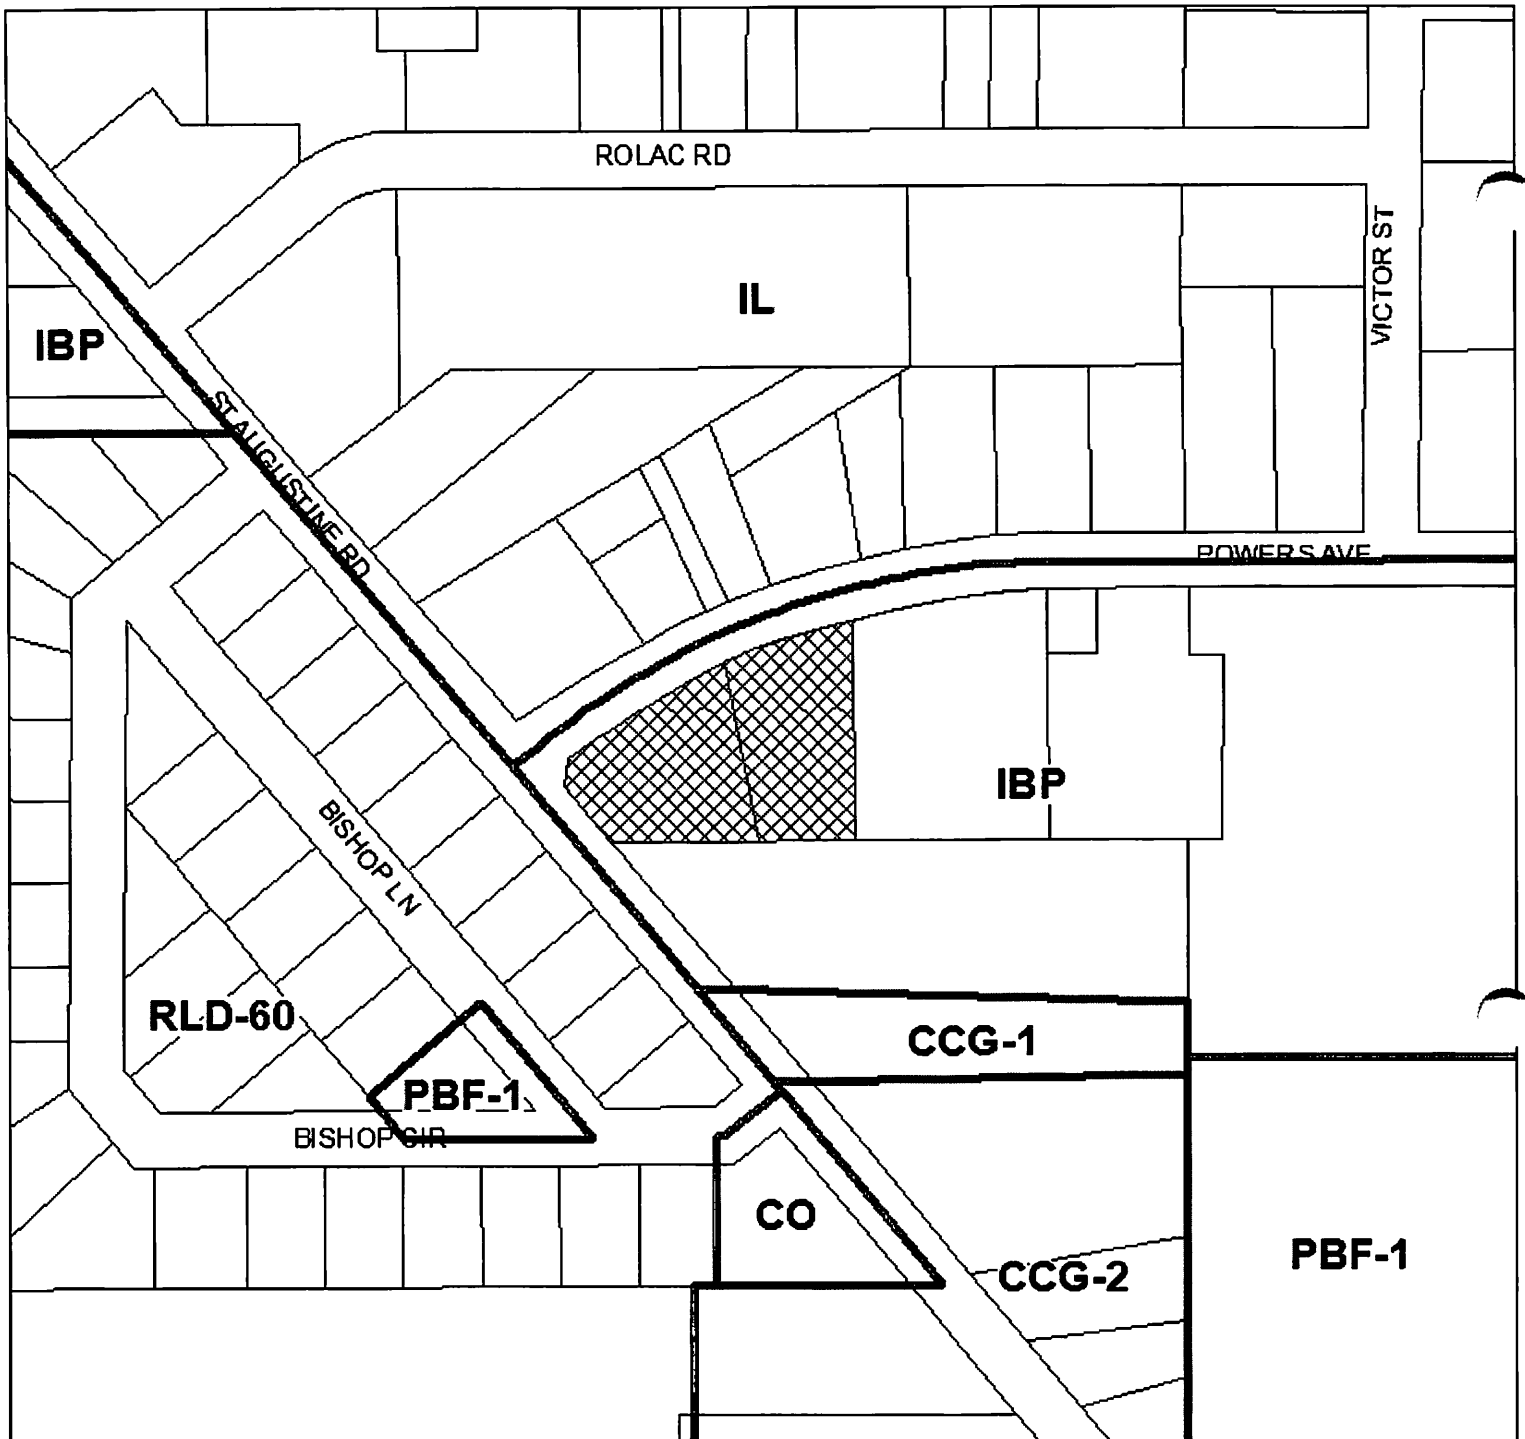 ROLAC RD
VICTOR ST
IL
IBP
ST AUGUSTINE RD
POWERS AVE
IBP
BISHOP LN
RLD-60
CCG-1
PBF-1
BISHOP CIR
CO
CCG-2
PBF-1